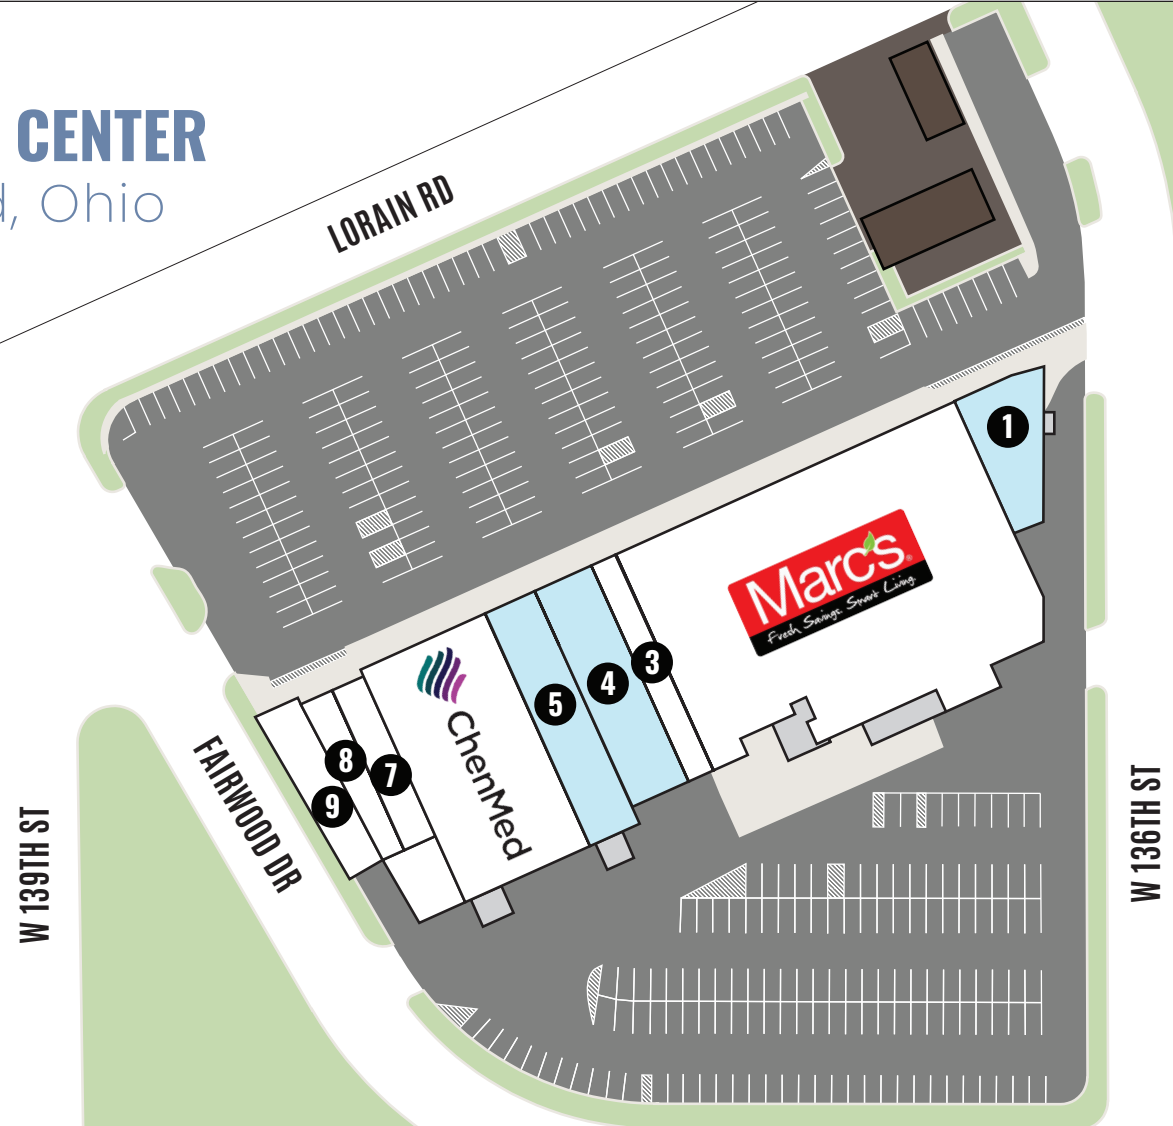 CENTER
d, Ohio
LORAIN RD
1
Marc's
Fresh Savings. Smart Living.
3
4
5
ChenMed
8
7
9
FAIRWOOD DR
W 139TH ST
W 136TH ST